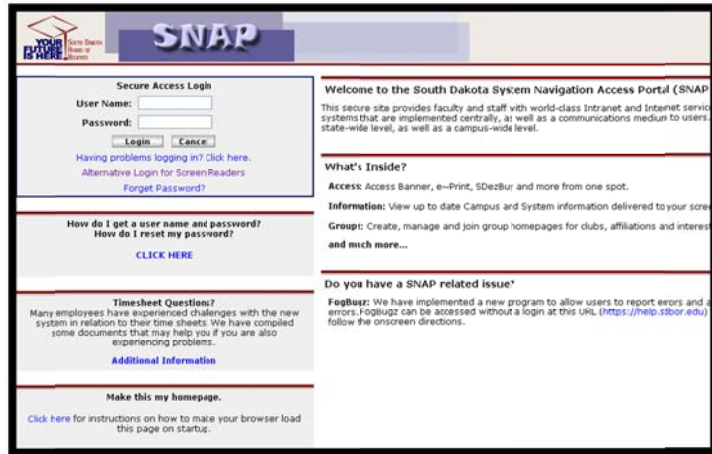 YOUR
FUTURE
IS HERE.
South Dakota
Board of
Regents
SNAP
Secure Access Login
User Name:
Password:
Login Cancel
Having problems logging in? Click here.
Alternative Login for ScreenReaders
Forget Password?
How do I get a user name and password?
How do I reset my password?
CLICK HERE
Timesheet Questions?
Many employees have experienced challenges with the new
system in relation to their time sheets. We have compiled
some documents that may help you if you are also
experiencing problems.
Additional Information
Make this my homepage.
Click here for instructions on how to make your browser load
this page on startup.
Welcome to the South Dakota System Navigation Access Portal (SNAP
This secure site provides faculty and staff with world-class Intranet and Internet servic
systems that are implemented centrally, as well as a communications medium to users.
state-wide level, as well as a campus-wide level.
What's Inside?
Access: Access Banner, e~Print, SDezBuy and more from one spot.
Information: View up to date Campus and System information delivered to your scree
Groups: Create, manage and join group homepages for clubs, affiliations and interest
and much more...
Do you have a SNAP related issue?
FogBugz: We have implemented a new program to allow users to report errors and a
errors.FogBugz can be accessed without a login at this URL (https://help.sdbor.edu)
follow the onscreen directions.